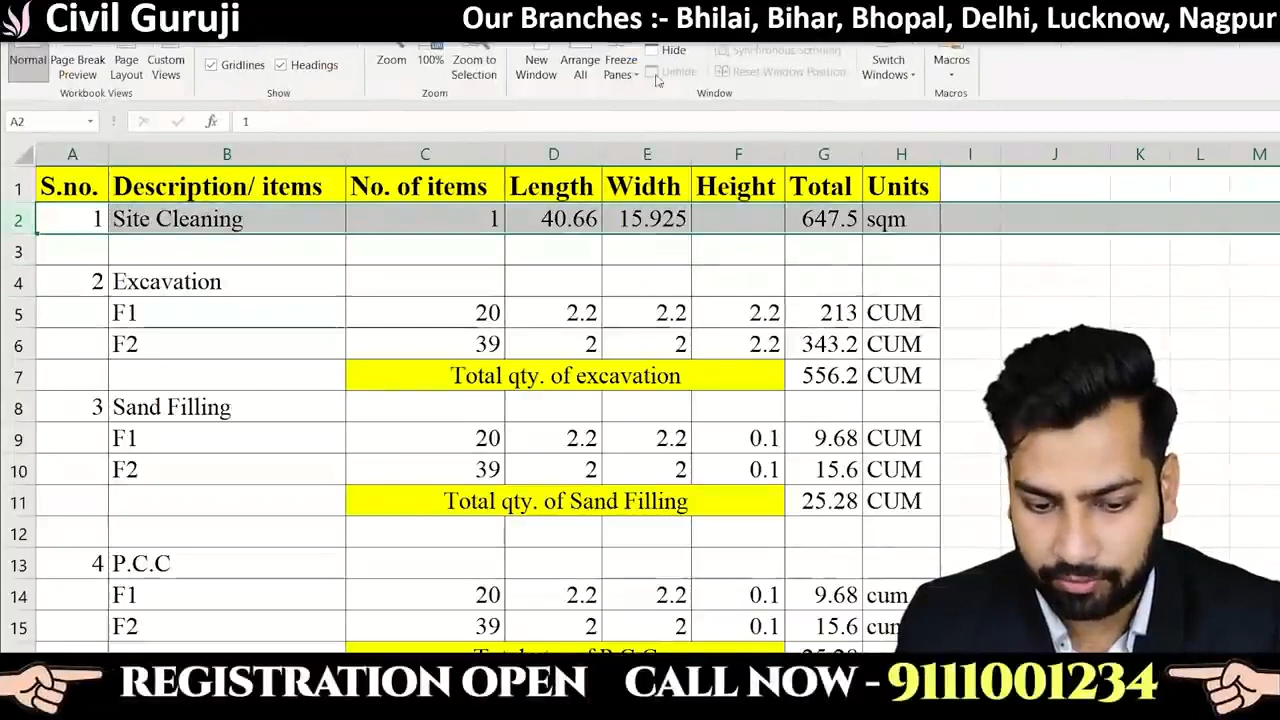 Civil Guruji
Our Branches :- Bhilai, Bihar, Bhopal, Delhi, Lucknow, Nagpur
Normal Page Break Preview Page Layout Custom Views
Gridlines Headings
Zoom 100% Zoom to Selection
New Window Arrange All Freeze Panes
Hide
Unhide
Synchronous Scrolling
Reset Window Position
Switch Windows
Macros
Workbook Views Show Zoom Window Macros
A2 fx 1
A B C D E F G H I J K L M
1 S.no. Description/ items No. of items Length Width Height Total Units
2 1 Site Cleaning 1 40.66 15.925 647.5 sqm
3
4 2 Excavation
5 F1 20 2.2 2.2 2.2 213 CUM
6 F2 39 2 2 2.2 343.2 CUM
7 Total qty. of excavation 556.2 CUM
8 3 Sand Filling
9 F1 20 2.2 2.2 0.1 9.68 CUM
10 F2 39 2 2 0.1 15.6 CUM
11 Total qty. of Sand Filling 25.28 CUM
12
13 4 P.C.C
14 F1 20 2.2 2.2 0.1 9.68 cum
15 F2 39 2 2 0.1 15.6 cum
REGISTRATION OPEN CALL NOW - 9111001234